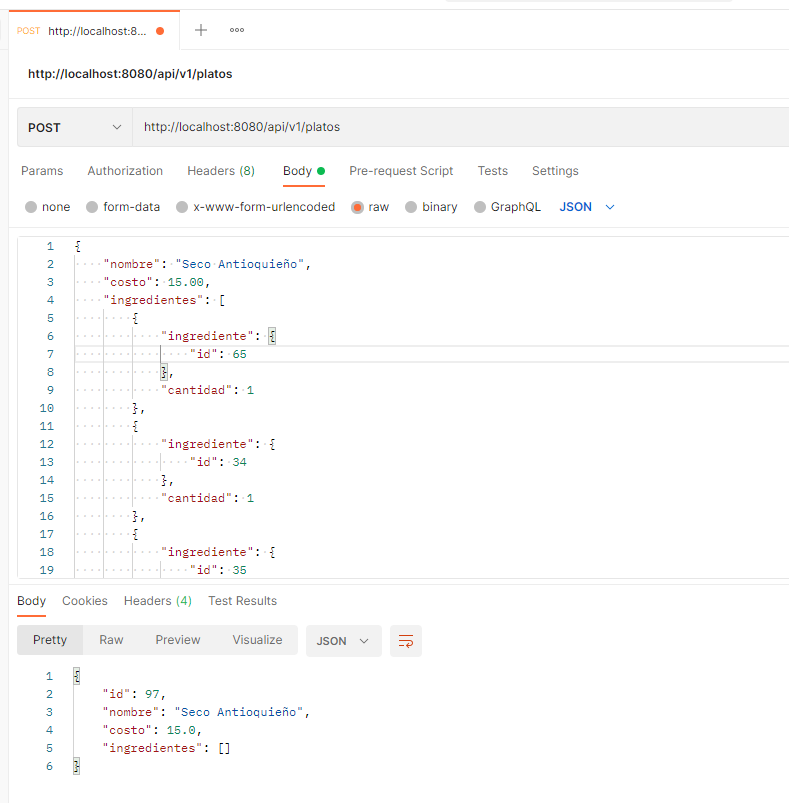 POST http://localhost:8...
http://localhost:8080/api/v1/platos
POST http://localhost:8080/api/v1/platos
Params Authorization Headers (8) Body Pre-request Script Tests Settings
none form-data x-www-form-urlencoded raw binary GraphQL JSON
1 {
2 "nombre": "Seco Antioquieño",
3 "costo": 15.00,
4 "ingredientes": [
5 {
6 "ingrediente": {
7 "id": 65
8 },
9 "cantidad": 1
10 },
11 {
12 "ingrediente": {
13 "id": 34
14 },
15 "cantidad": 1
16 },
17 {
18 "ingrediente": {
19 "id": 35
Body Cookies Headers (4) Test Results
Pretty Raw Preview Visualize JSON
1 {
2 "id": 97,
3 "nombre": "Seco Antioquieño",
4 "costo": 15.0,
5 "ingredientes": []
6 }